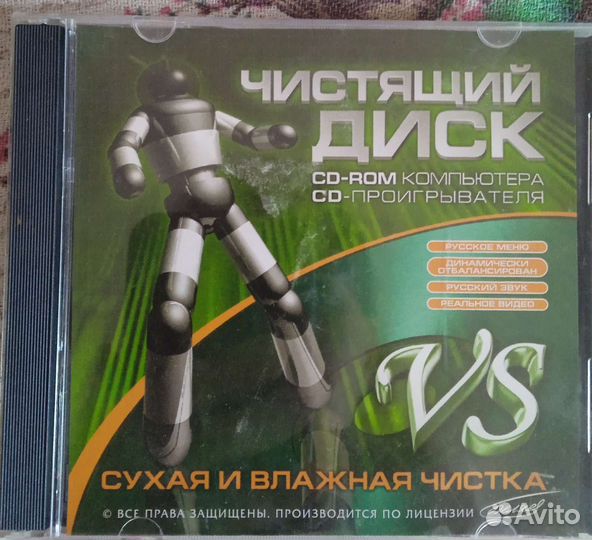 ЧИСТЯЩИЙ
ДИСК
CD-ROM КОМПЬЮТЕРА
CD-ПРОИГРЫВАТЕЛЯ
РУССКОЕ МЕНЮ
ДИНАМИЧЕСКИ
ОТБАЛАНСИРОВАН
РУССКИЙ ЗВУК
РЕАЛЬНОЕ ВИДЕО
VS
СУХАЯ И ВЛАЖНАЯ ЧИСТКА
© ВСЕ ПРАВА ЗАЩИЩЕНЫ. ПРОИЗВОДИТСЯ ПО ЛИЦЕНЗИИ
Avito